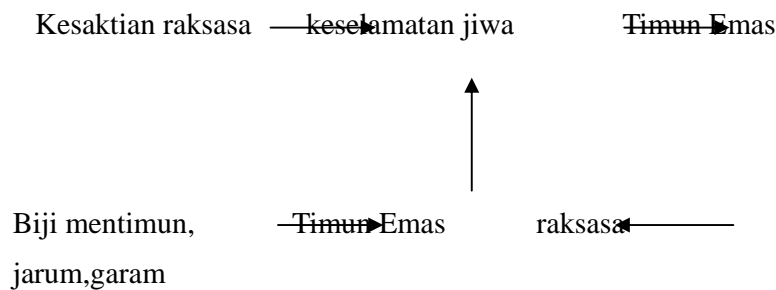 Kesaktian raksasa keselamatan jiwa Timun Emas
Biji mentimun, Timun Emas raksasa
jarum,garam